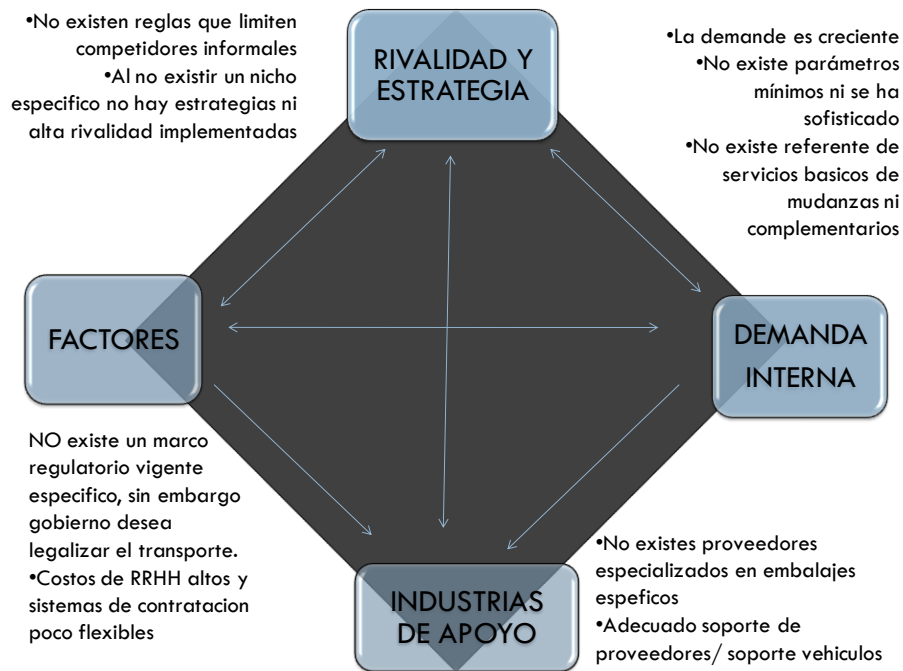 •No existen reglas que limiten
competidores informales
•Al no existir un nicho
especifico no hay estrategias ni
alta rivalidad implementadas
RIVALIDAD Y
ESTRATEGIA
•La demande es creciente
•No existe parámetros
mínimos ni se ha
sofisticado
•No existe referente de
servicios basicos de
mudanzas ni
complementarios
FACTORES
DEMANDA
INTERNA
NO existe un marco
regulatorio vigente
especifico, sin embargo
gobierno desea
legalizar el transporte.
•Costos de RRHH altos y
sistemas de contratacion
poco flexibles
INDUSTRIAS
DE APOYO
•No existes proveedores
especializados en embalajes
espeficos
•Adecuado soporte de
proveedores/ soporte vehiculos